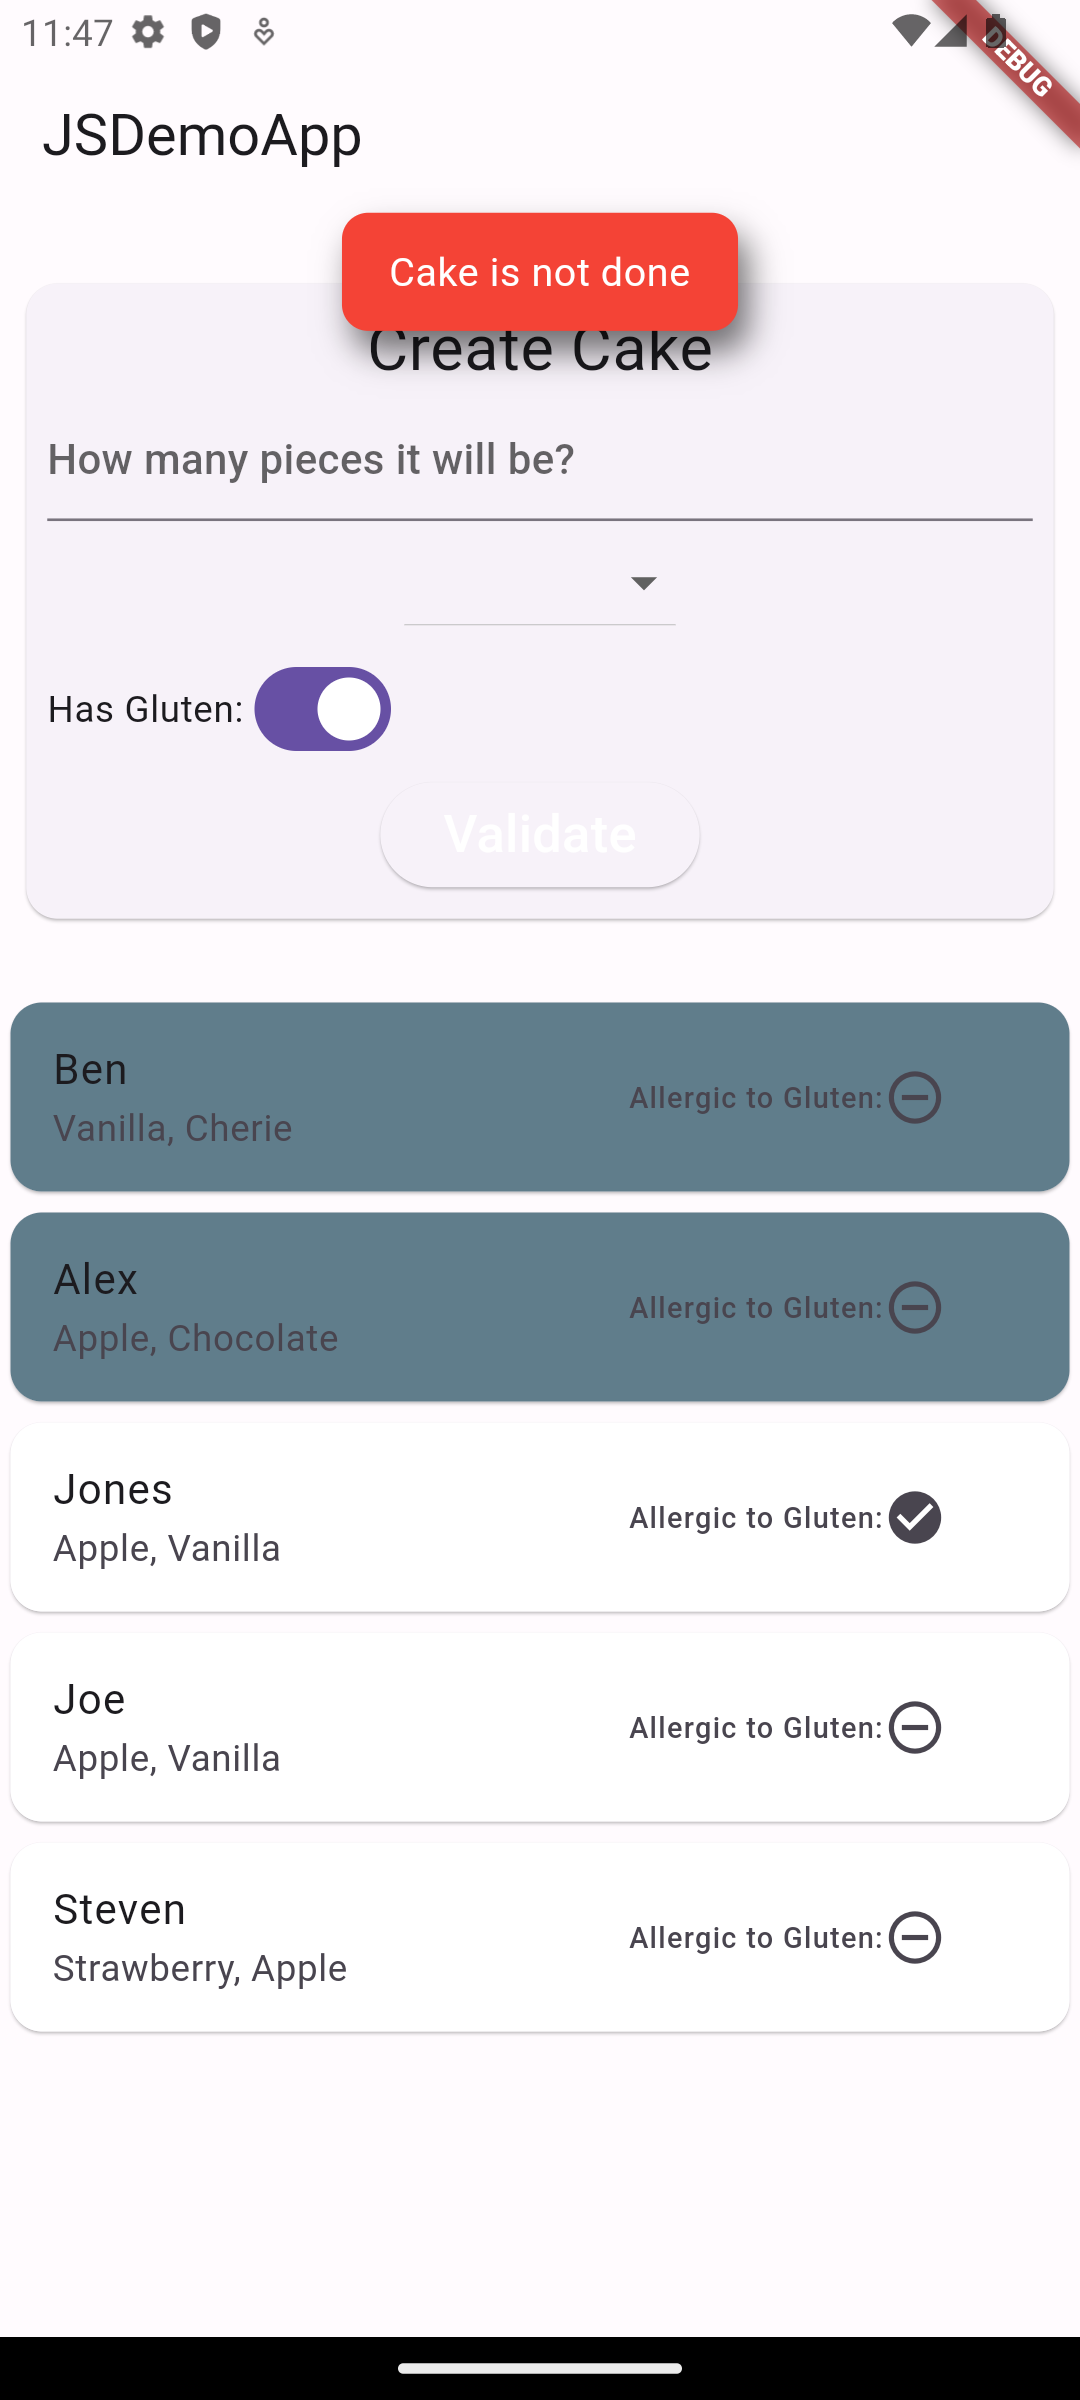 11:47
DEBUG
JSDemoApp
Cake is not done
Create Cake
How many pieces it will be?
Has Gluten:
Validate
Ben
Vanilla, Cherie
Allergic to Gluten:
Alex
Apple, Chocolate
Allergic to Gluten:
Jones
Apple, Vanilla
Allergic to Gluten:
Joe
Apple, Vanilla
Allergic to Gluten:
Steven
Strawberry, Apple
Allergic to Gluten: